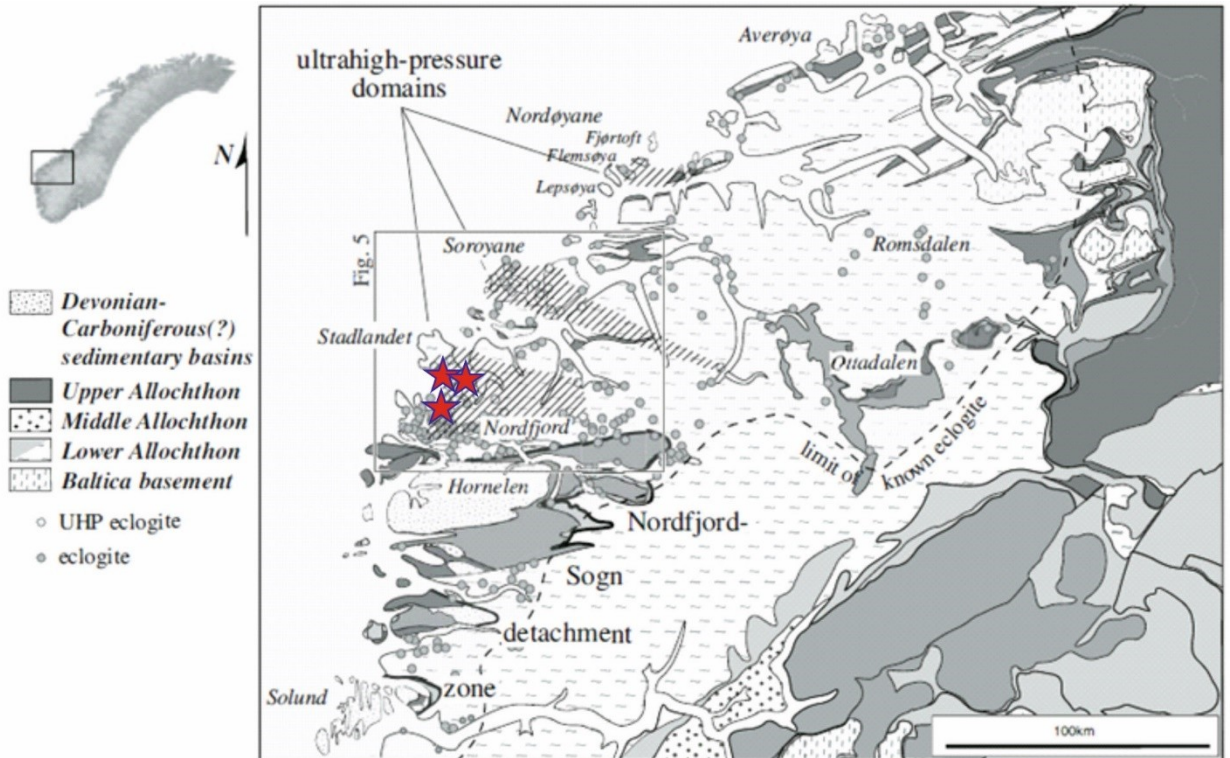 N
Devonian-
Carboniferous(?)
sedimentary basins
Upper Allochthon
Middle Allochthon
Lower Allochthon
Baltica basement
UHP eclogite
eclogite
ultrahigh-pressure
domains
Averøya
Nordøyane
Fjørtoft
Flemsøya
Lepsøya
Fig. 5
Soroyane
Romsdalen
Stadlandet
Ottadalen
Nordfjord
limit of known eclogite
Hornelen
Nordfjord-
Sogn
detachment
zone
Solund
100km